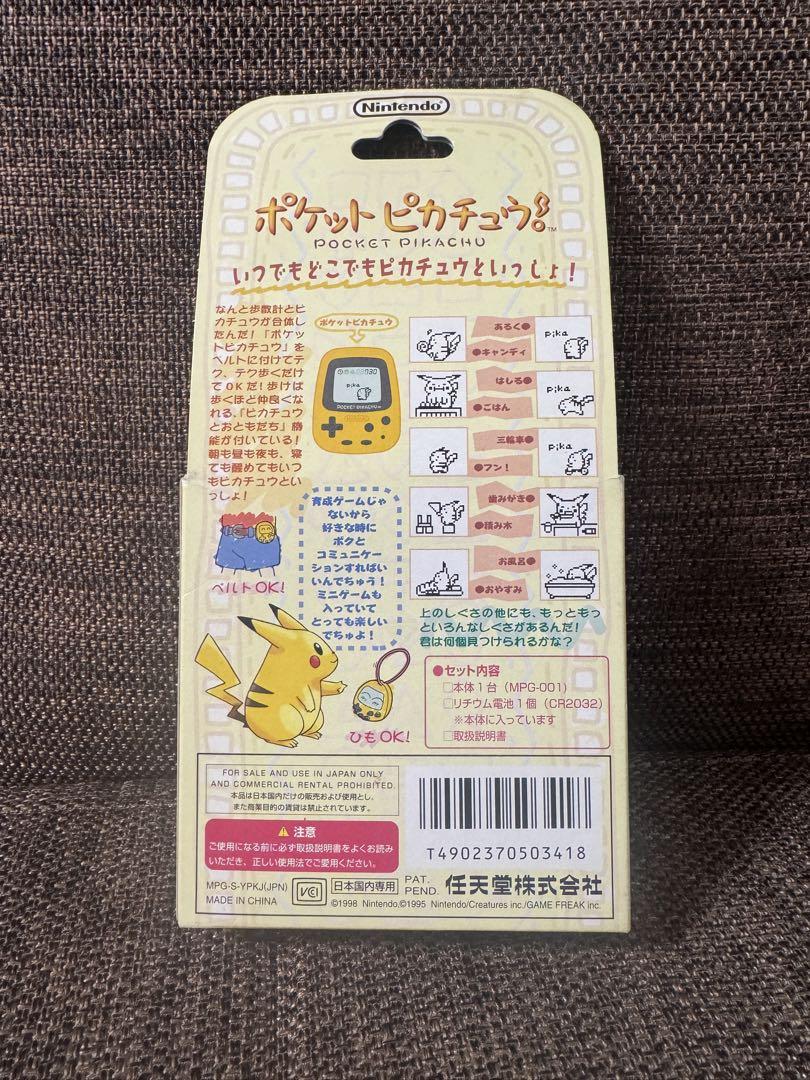 Nintendo
ポケットピカチュウ!
TM
POCKET PIKACHU
いつでもどこでもピカチュウといっしょ!
なんと歩数計とピ
カチュウが合体し
たんだ!「ポケッ
トピカチュウ」を
ベルトに付けてテ
ク、テク歩くだけ
でOKだ!歩けば
歩くほど仲良くな
れる、「ピカチュウ
とおともだち」機
能が付いている!
朝も昼も夜も、寝
ても醒めてもいつ
もピカチュウとい
っしょ!
ベルトOK!
ポケットピカチュウ
pika
POCKET PIKACHU
育成ゲームじゃ
ないから
好きな時に
ボクと
コミュニケー
ションすればい
いんでちゅう!
ミニゲームも
入っていて
とっても楽しい
でちゅよ!
ひもOK!
あるく●
pika
●キャンディ
はしる●
pika
●ごはん
三輪車●
pika
●フン!
歯みがき●
●積み木
お風呂●
●おやすみ
上のしぐさの他にも、もっともっ
といろんなしぐさがあるんだ!
君は何個見つけられるかな?
●セット内容
□本体1台(MPG-001)
□リチウム電池1個(CR2032)
※本体に入っています
□取扱説明書
FOR SALE AND USE IN JAPAN ONLY
AND COMMERCIAL RENTAL PROHIBITED.
本品は日本国内だけの販売および使用とし、
また商業目的の賃貸は禁止されています。
注意
ご使用になる前に必ず取扱説明書をよくお読み
いただき、正しい使用法でご愛用ください。
T4902370503418
MPG-S-YPKJ(JPN)
MADE IN CHINA
VCI
日本国内専用
PAT.
PEND.
任天堂株式会社
©1998 Nintendo,©1995 Nintendo/Creatures inc./GAME FREAK inc.